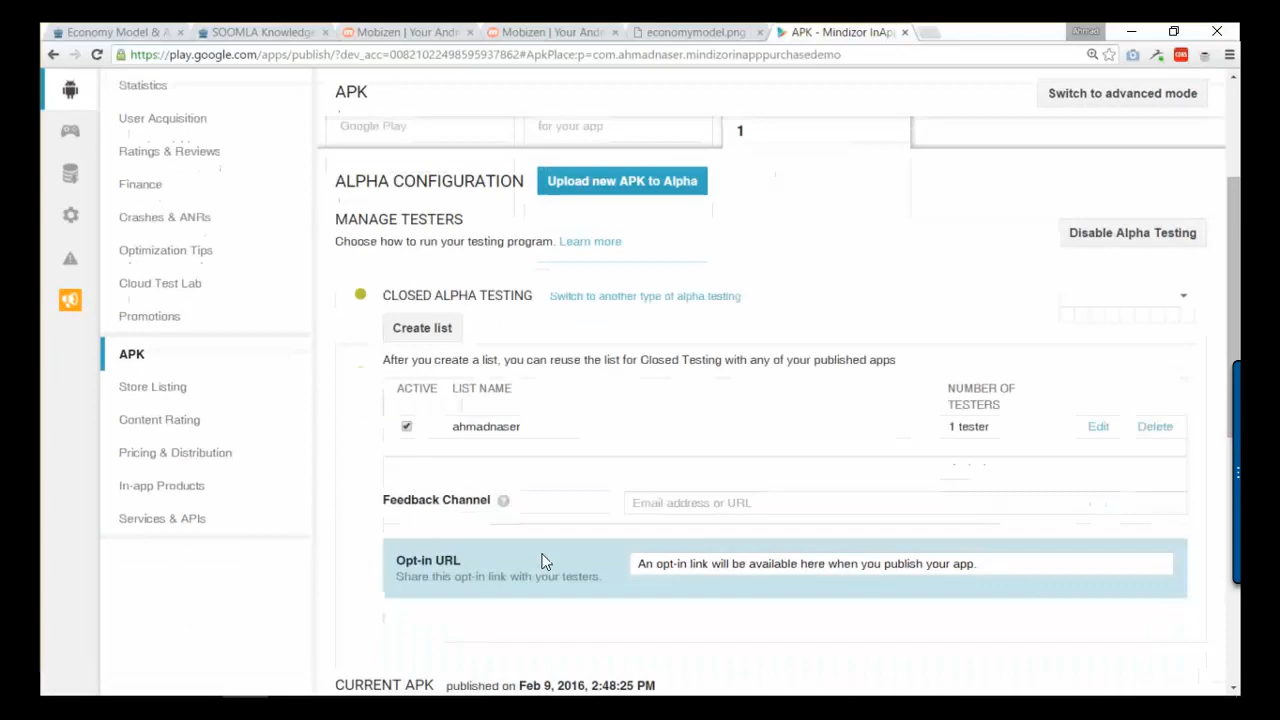 Economy Model & A
SOOMLA Knowledge
Mobizen | Your Andr
Mobizen | Your Andr
economymodel.png
APK - Mindizor InAp
Ahmad
https://play.google.com/apps/publish/?dev_acc=00821022498595937862#ApkPlace:p=com.ahmadnaser.mindizorinapppurchasedemo
Statistics
User Acquisition
Ratings & Reviews
Finance
Crashes & ANRs
Optimization Tips
Cloud Test Lab
Promotions
APK
Store Listing
Content Rating
Pricing & Distribution
In-app Products
Services & APIs
APK
Switch to advanced mode
Google Play
for your app
1
ALPHA CONFIGURATION
Upload new APK to Alpha
MANAGE TESTERS
Choose how to run your testing program. Learn more
Disable Alpha Testing
CLOSED ALPHA TESTING
Switch to another type of alpha testing
Create list
After you create a list, you can reuse the list for Closed Testing with any of your published apps
ACTIVE
LIST NAME
NUMBER OF
TESTERS
ahmadnaser
1 tester
Edit
Delete
Feedback Channel ?
Email address or URL
Opt-in URL
Share this opt-in link with your testers.
An opt-in link will be available here when you publish your app.
CURRENT APK published on Feb 9, 2016, 2:48:25 PM